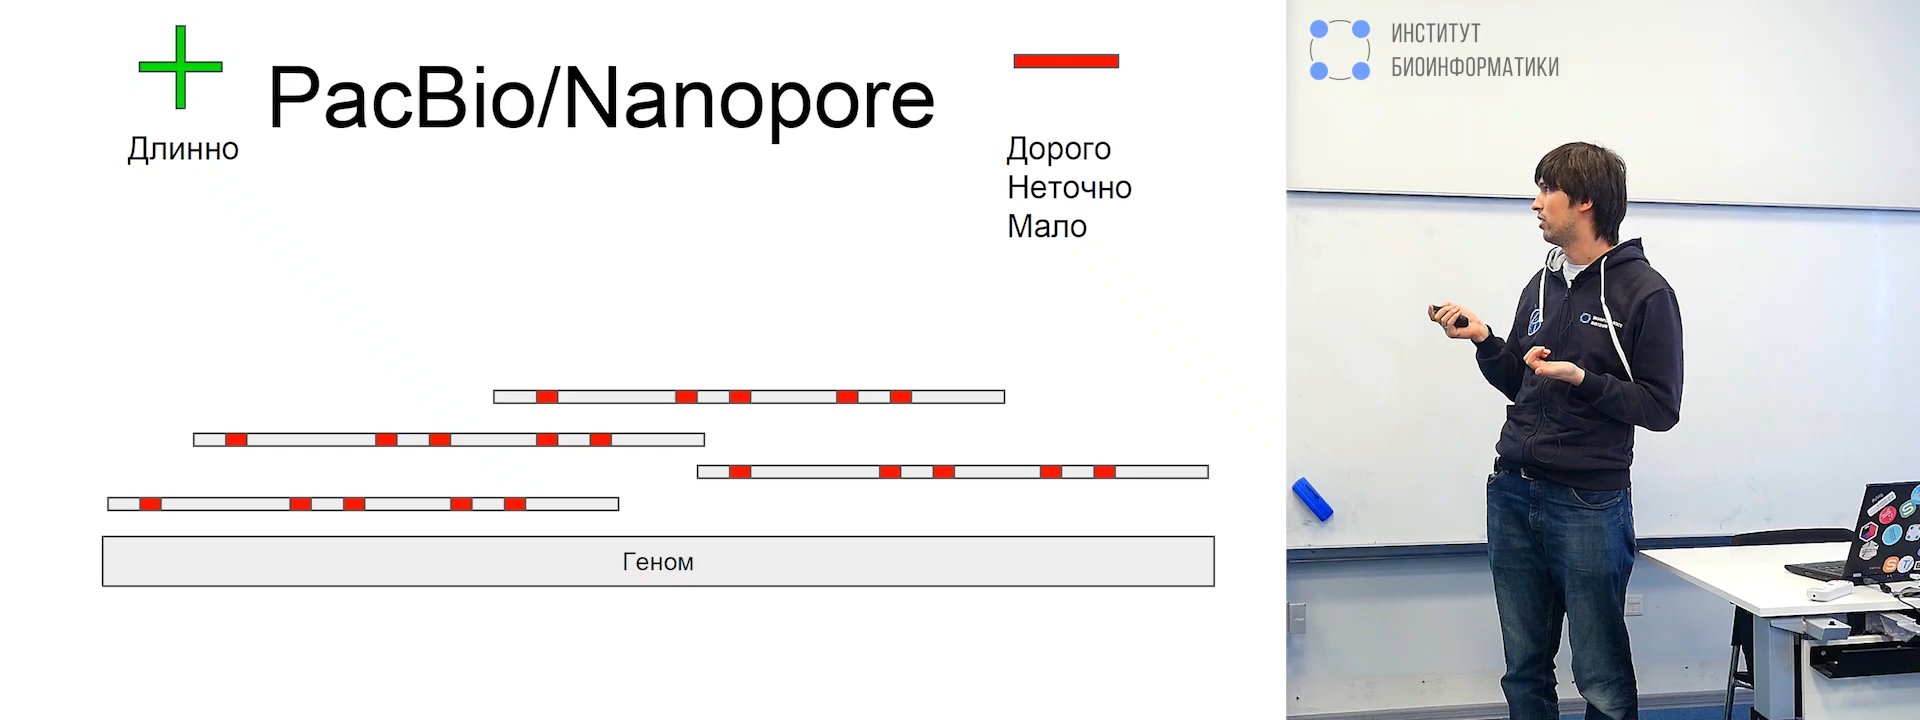 PacBio/Nanopore
Длинно
Дорого
Неточно
Мало
Геном
ИНСТИТУТ
БИОИНФОРМАТИКИ